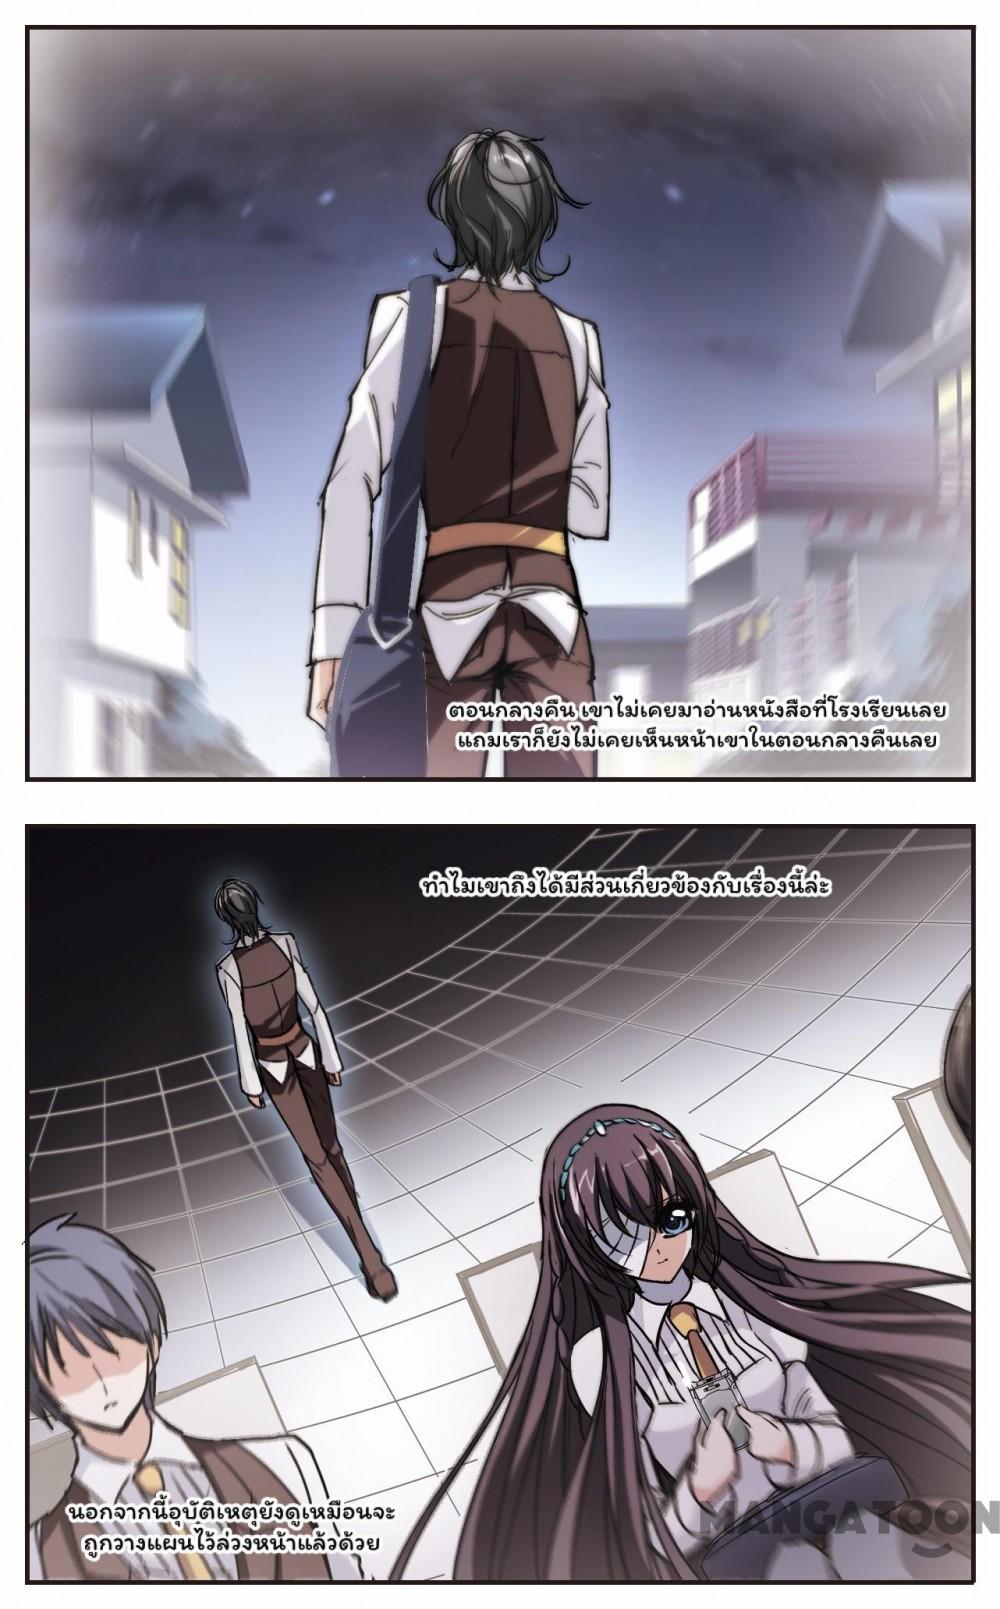 ตอนกลางคืน เขาไม่เคยมาอ่านหนังสือที่โรงเรียนเลย
แถมเราก็ยังไม่เคยเห็นหน้าเขาในตอนกลางคืนเลย
ทำไมเขาถึงได้มีส่วนเกี่ยวข้องกับเรื่องนี้ล่ะ
นอกจากนี้อุบัติเหตุยังดูเหมือนจะ
ถูกวางแผนไว้ล่วงหน้าแล้วด้วย
MANGATOON